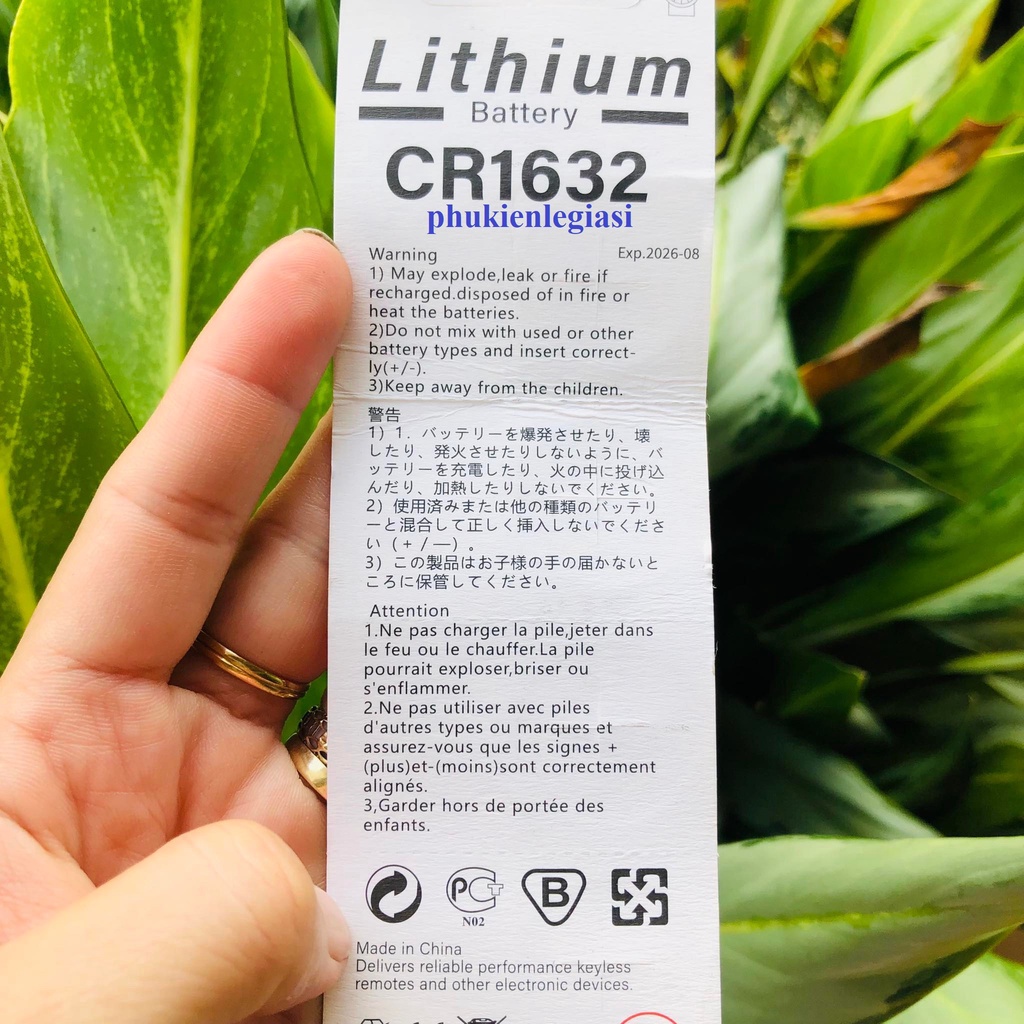 Lithium
Battery
CR1632
phukienlegiasi
Warning
Exp.2026-08
1) May explode,leak or fire if
recharged.disposed of in fire or
heat the batteries.
2)Do not mix with used or other
battery types and insert correct-
ly(+/-).
3)Keep away from the children.
警告
1) 1. バッテリーを爆発させたり、壊
したり、発火させたりしないように、バ
ッテリーを充電したり、火の中に投げ込
んだり、加熱したりしないでください。
2) 使用済みまたは他の種類のバッテリ
ーと混合して正しく挿入しないでくださ
い (+ / —) 。
3) この製品はお子様の手の届かないと
ころに保管してください。
Attention
1.Ne pas charger la pile,jeter dans
le feu ou le chauffer.La pile
pourrait exploser,briser ou
s'enflammer.
2.Ne pas utiliser avec piles
d'autres types ou marques et
assurez-vous que les signes +
(plus)et-(moins)sont correctement
alignés.
3,Garder hors de portée des
enfants.
PCT B
N02
Made in China
Delivers reliable performance keyless
remotes and other electronic devices.